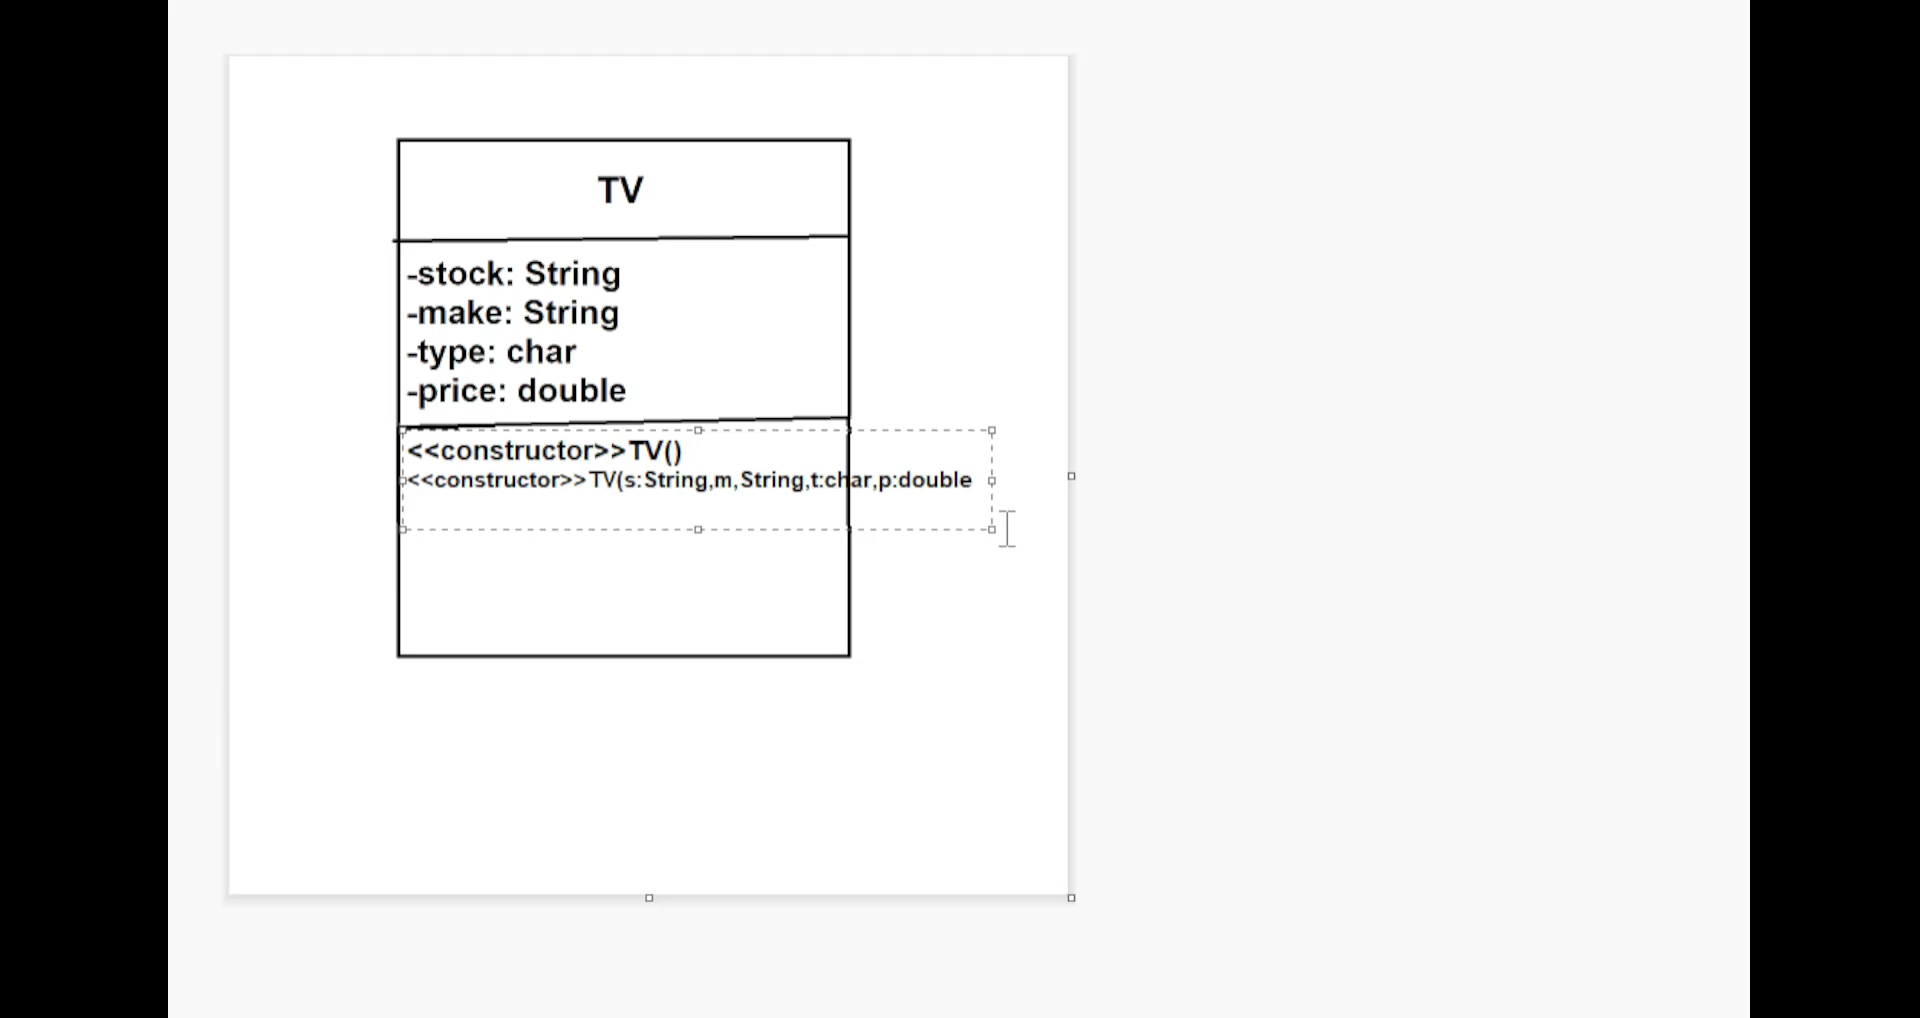 TV
-stock: String
-make: String
-type: char
-price: double
<<constructor>>TV()
<<constructor>>TV(s:String,m,String,t:char,p:double